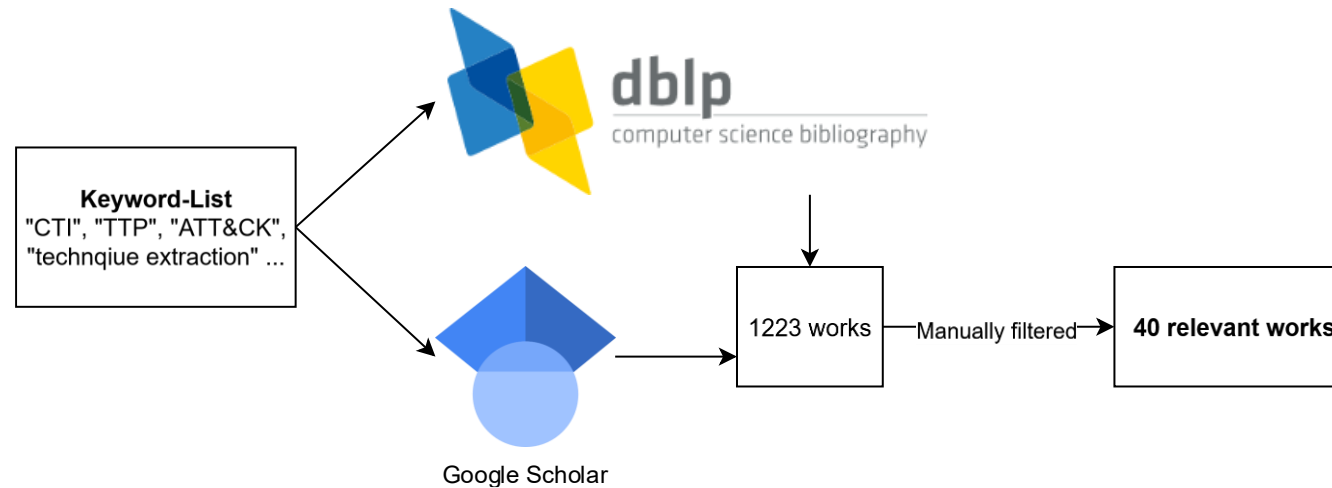 dblp
computer science bibliography
Keyword-List
"CTI", "TTP", "ATT&CK",
"technqiue extraction" ...
1223 works
Manually filtered
40 relevant works
Google Scholar